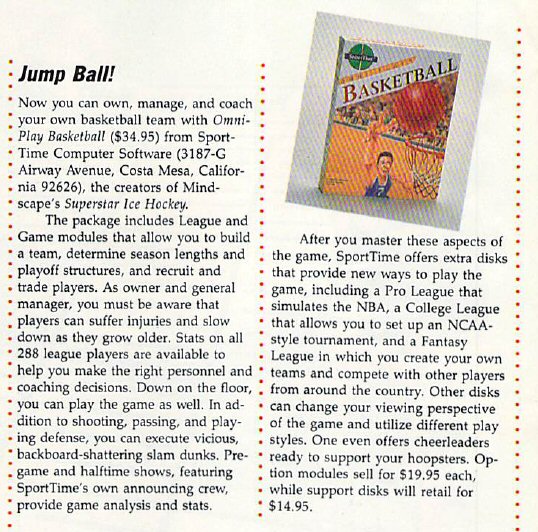 Jump Ball!
Now you can own, manage, and coach
your own basketball team with Omni-
Play Basketball ($34.95) from Sport-
Time Computer Software (3187-G
Airway Avenue, Costa Mesa, Califor-
nia 92626), the creators of Mind-
scape's Superstar Ice Hockey.
The package includes League and
Game modules that allow you to build
a team, determine season lengths and
playoff structures, and recruit and
trade players. As owner and general
manager, you must be aware that
players can suffer injuries and slow
down as they grow older. Stats on all
288 league players are available to
help you make the right personnel and
coaching decisions. Down on the floor,
you can play the game as well. In ad-
dition to shooting, passing, and play-
ing defense, you can execute vicious,
backboard-shattering slam dunks. Pre-
game and halftime shows, featuring
SportTime's own announcing crew,
provide game analysis and stats.
SportTime
BASKETBALL
After you master these aspects of
the game, SportTime offers extra disks
that provide new ways to play the
game, including a Pro League that
simulates the NBA, a College League
that allows you to set up an NCAA-
style tournament, and a Fantasy
League in which you create your own
teams and compete with other players
from around the country. Other disks
can change your viewing perspective
of the game and utilize different play
styles. One even offers cheerleaders
ready to support your hoopsters. Op-
tion modules sell for $19.95 each,
while support disks will retail for
$14.95.